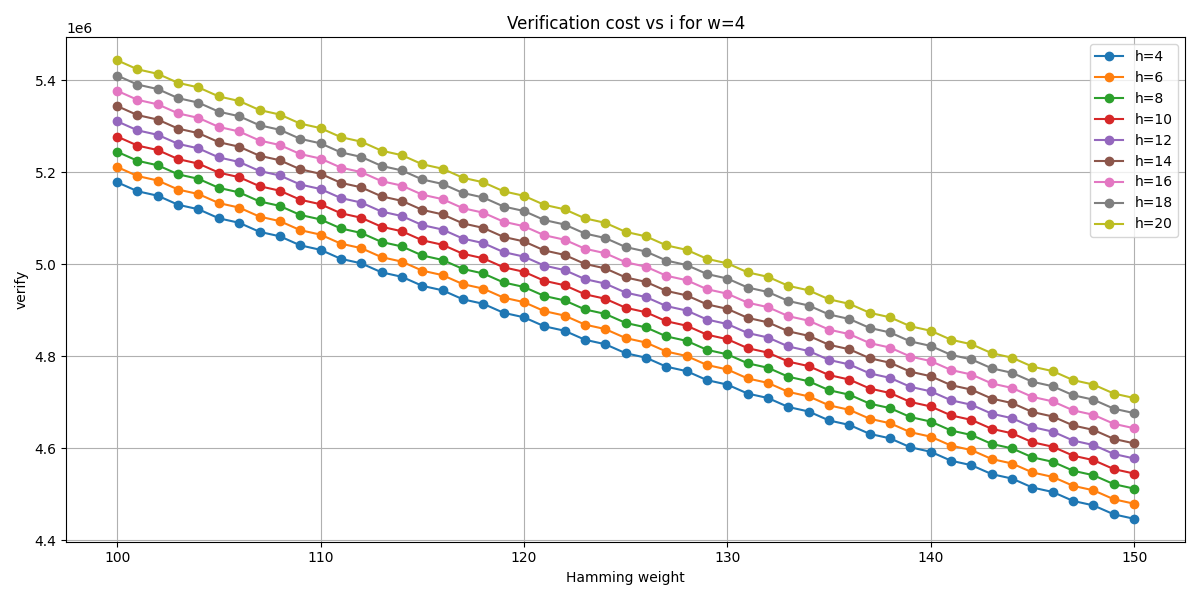 Verification cost vs i for w=4
1e6
5.4
5.2
5.0
4.8
4.6
4.4
verify
100 110 120 130 140 150
Hamming weight
h=4
h=6
h=8
h=10
h=12
h=14
h=16
h=18
h=20